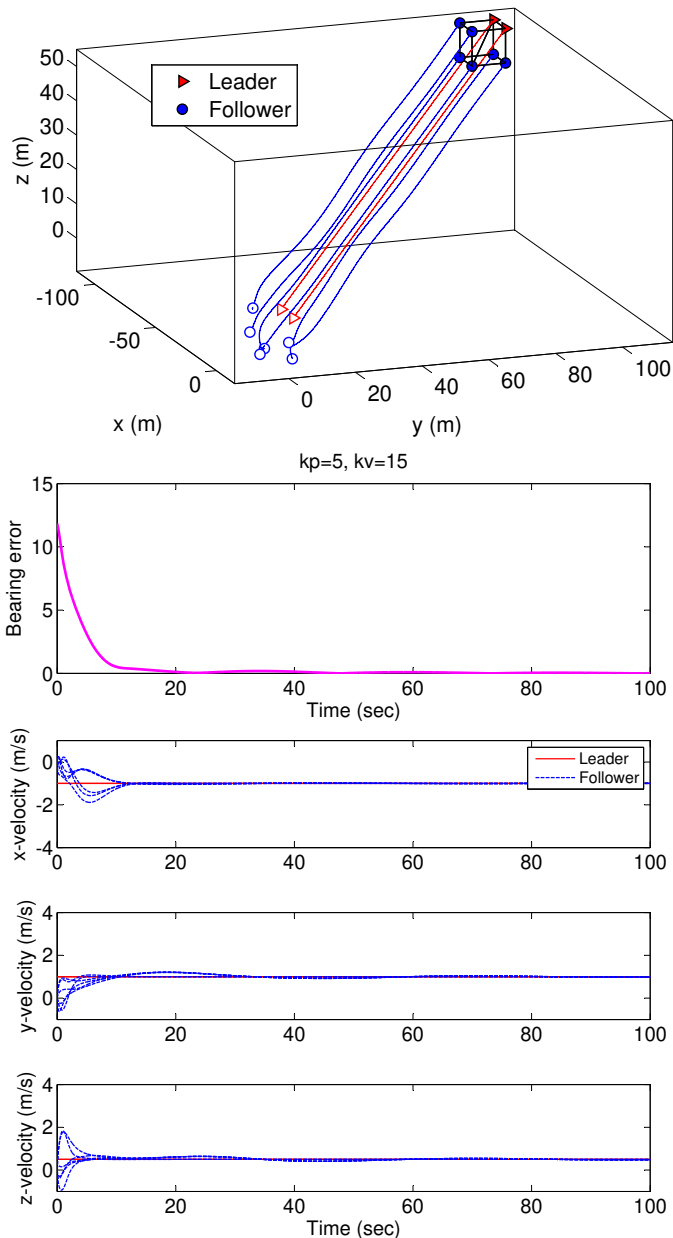 50
40
30
20
10
0
z (m)
Leader
Follower
-100
-50
0
x (m)
0
20
40
60
80
100
y (m)
kp=5, kv=15
15
10
5
0
Bearing error
0 20 40 60 80 100
Time (sec)
0
-2
-4
x-velocity (m/s)
Leader
Follower
0 20 40 60 80 100
4
2
0
y-velocity (m/s)
0 20 40 60 80 100
4
2
0
z-velocity (m/s)
0 20 40 60 80 100
Time (sec)